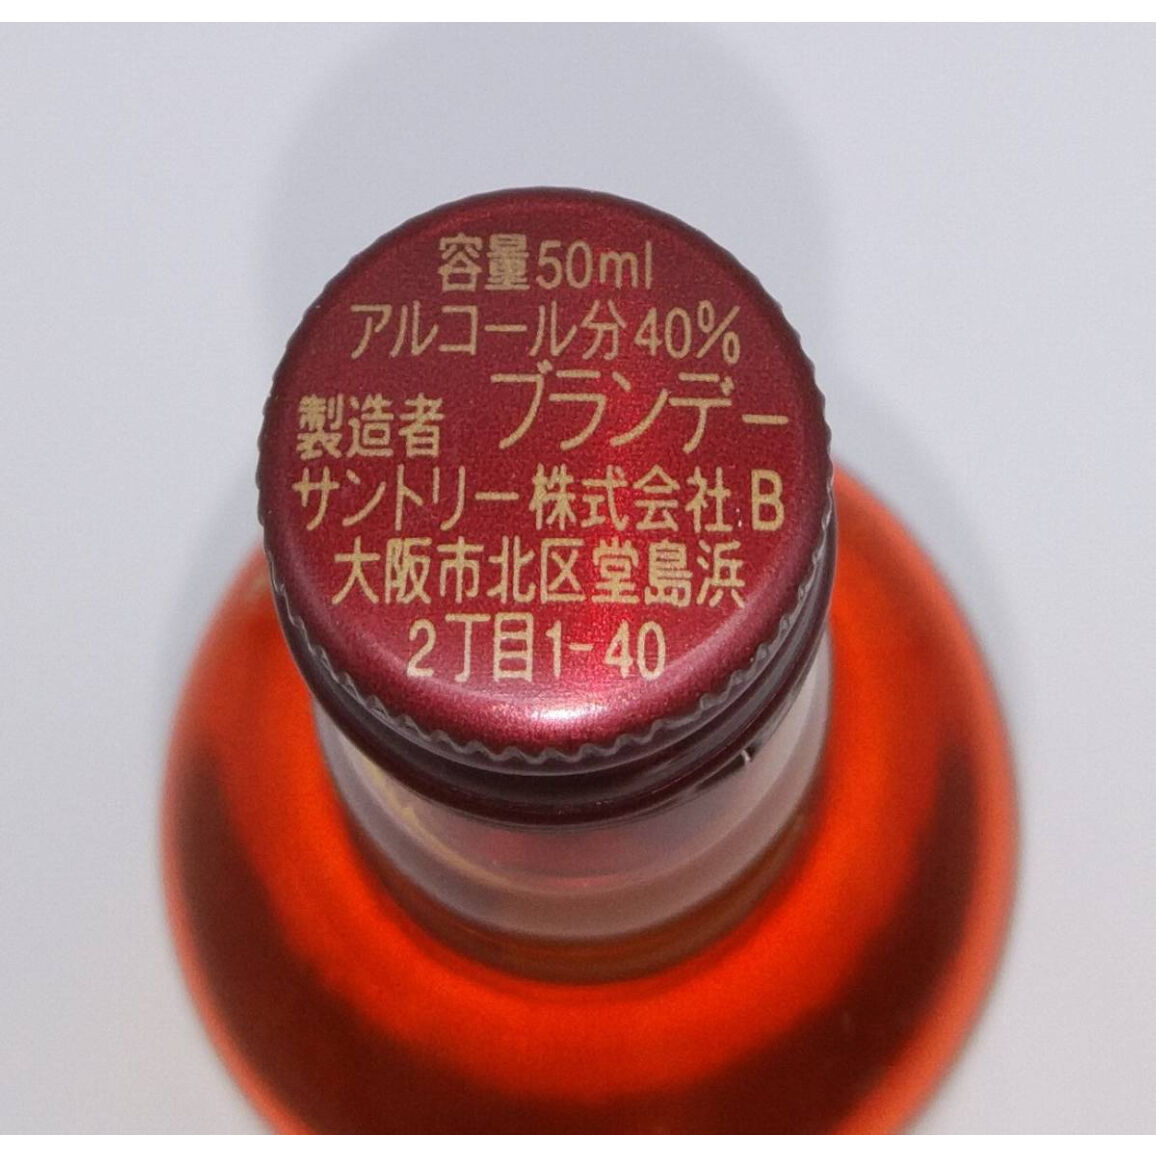 容量50ml
アルコール分40%
ブランデー
製造者
サントリー株式会社.B
大阪市北区堂島浜
2丁目1-40